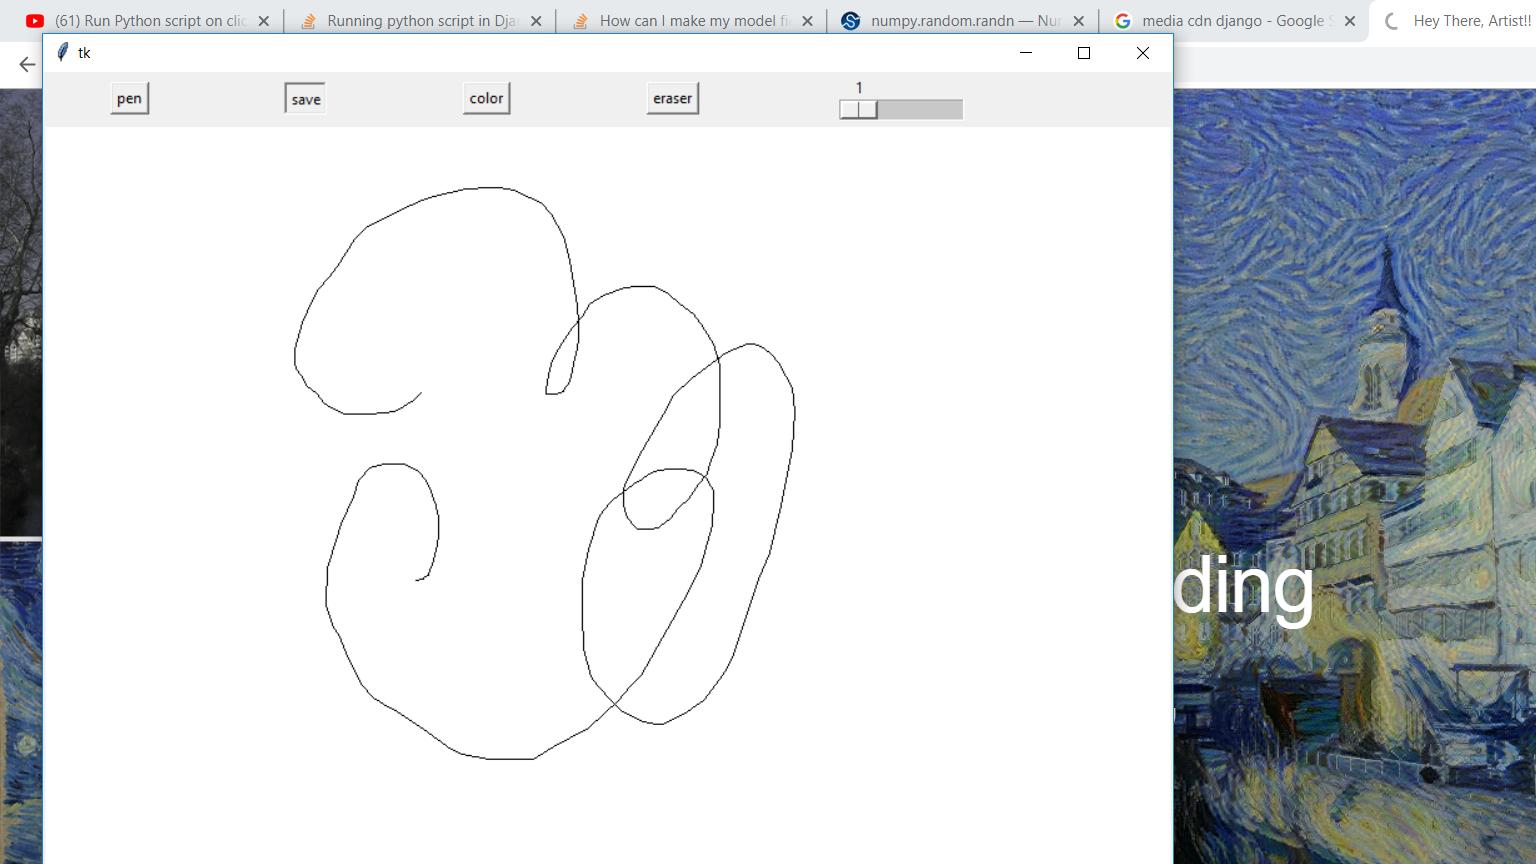 (61) Run Python script on clic
Running python script in Dja
How can I make my model fi
numpy.random.randn — Nu
media cdn django - Google S
Hey There, Artist!!
tk
pen
save
color
eraser
1
ding